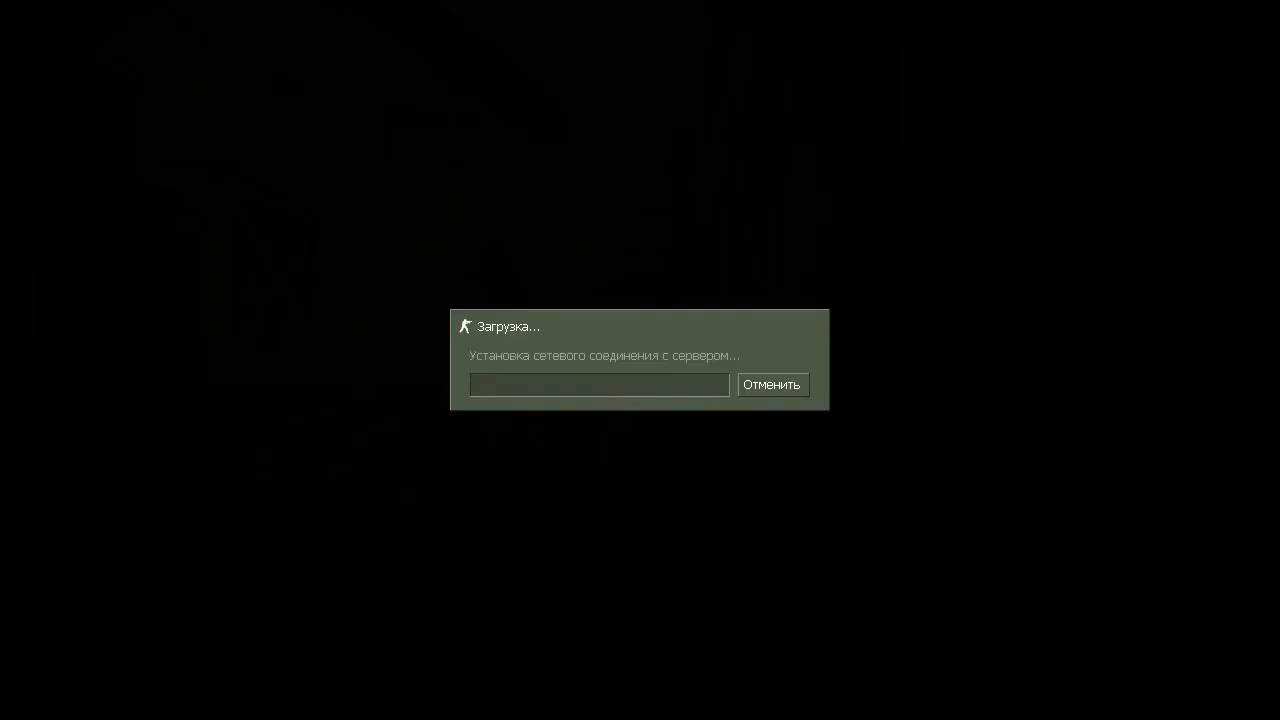 Загрузка...
Установка сетевого соединения с сервером...
Отменить